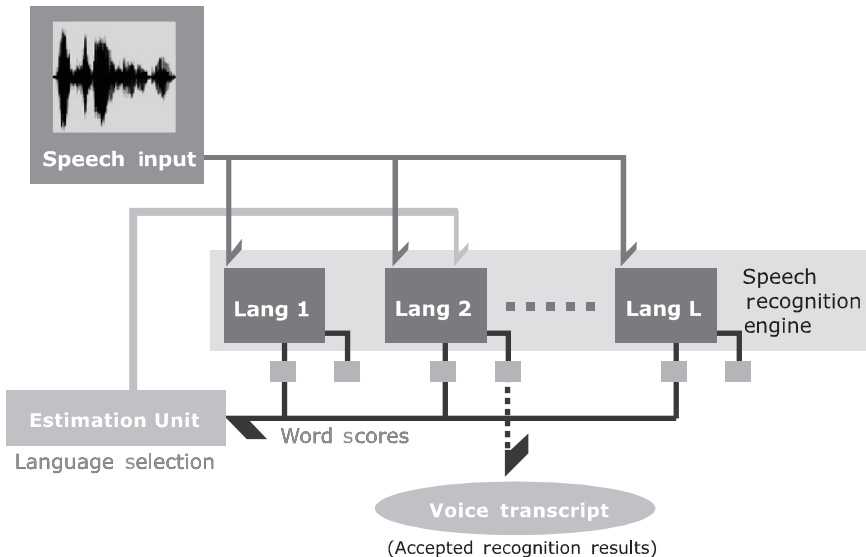 Speech input
Lang 1
Lang 2
Lang L
Speech
recognition
engine
Estimation Unit
Language selection
Word scores
Voice transcript
(Accepted recognition results)